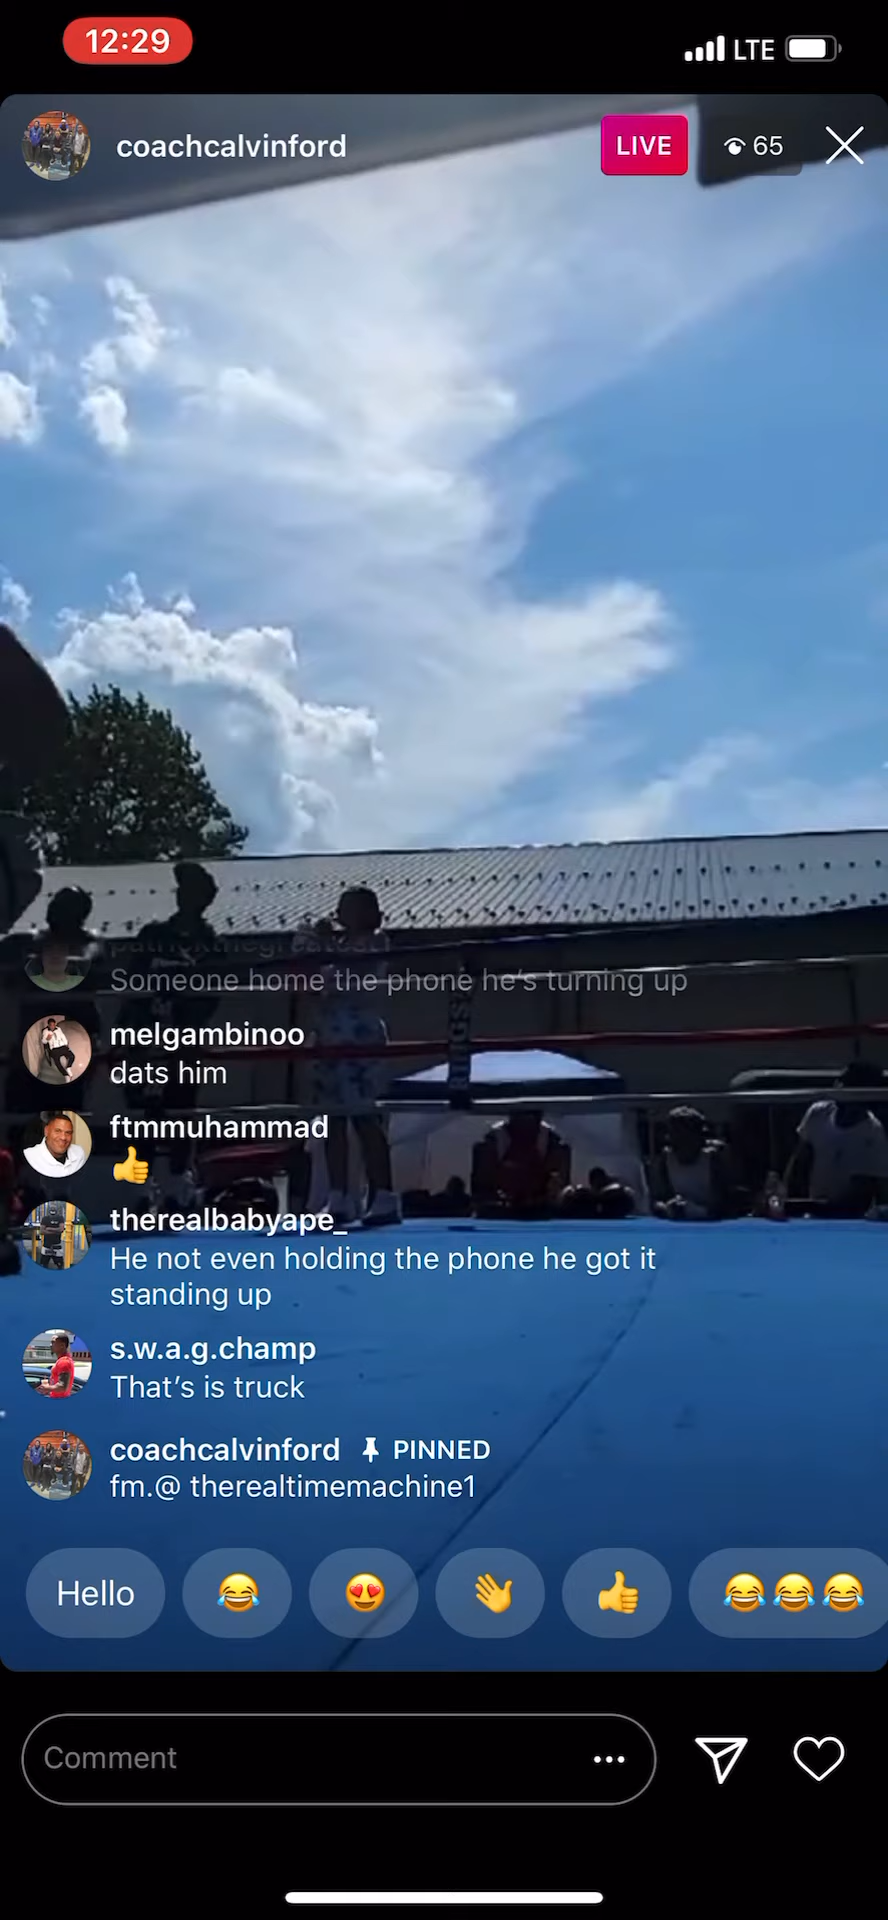 12:29
LTE
coachcalvinford
LIVE
65
Someone home the phone he's turning up
melgambinoo
dats him
ftmmuhammad
👍
therealbabyape_
He not even holding the phone he got it
standing up
s.w.a.g.champ
That's is truck
coachcalvinford PINNED
fm.@ therealtimemachine1
Hello 😂 😍 👋 👍 😂😂😂
Comment